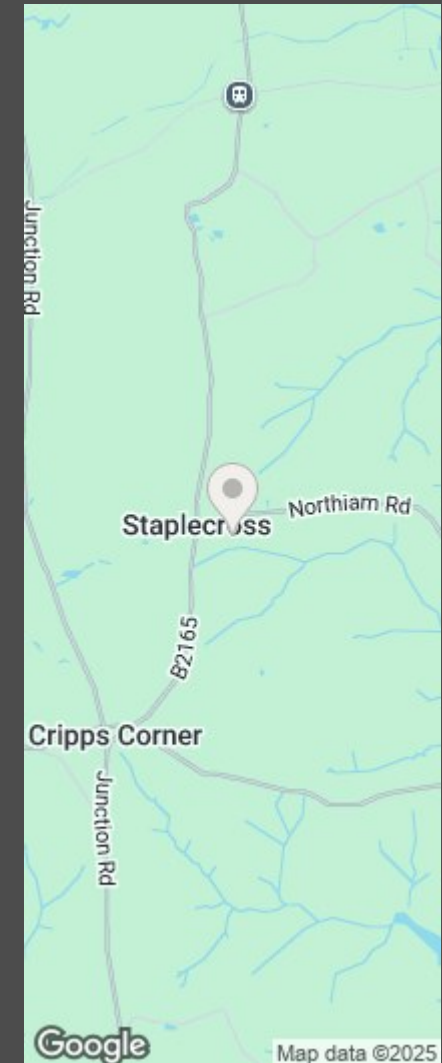 Junction Rd
Northiam Rd
Staplecross
B2165
Cripps Corner
Junction Rd
Google
Map data ©2025